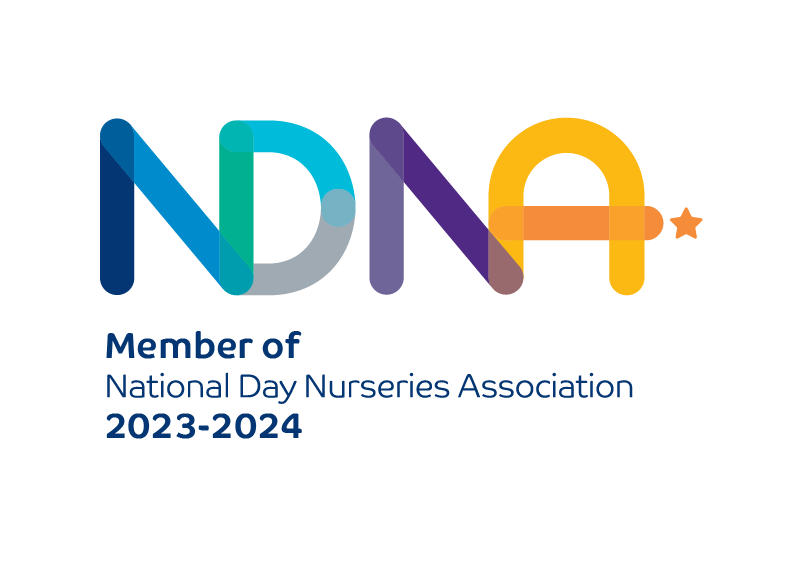 NDNA
Member of
National Day Nurseries Association
2023-2024